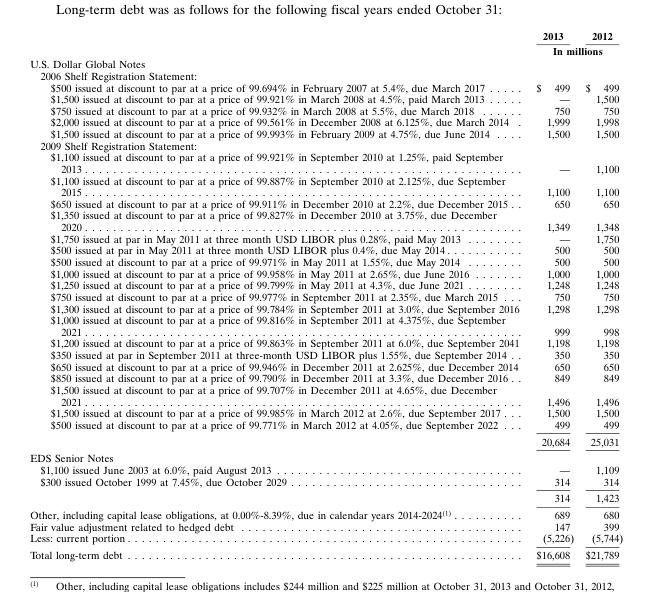 Long-term debt was as follows for the following fiscal years ended October 31:
2013 2012
In millions
U.S. Dollar Global Notes
2006 Shelf Registration Statement:
$500 issued at discount to par at a price of 99.694% in February 2007 at 5.4%, due March 2017 . . . . . $ 499 $ 499
$1,500 issued at discount to par at a price of 99.921% in March 2008 at 4.5%, paid March 2013 . . . . . — 1,500
$750 issued at discount to par at a price of 99.932% in March 2008 at 5.5%, due March 2018 . . . . . . 750 750
$2,000 issued at discount to par at a price of 99.561% in December 2008 at 6.125%, due March 2014 . 1,999 1,998
$1,500 issued at discount to par at a price of 99.993% in February 2009 at 4.75%, due June 2014 . . . . 1,500 1,500
2009 Shelf Registration Statement:
$1,100 issued at discount to par at a price of 99.921% in September 2010 at 1.25%, paid September
2013 . . . . . . . . . . . . . . . . . . . . — 1,100
$1,100 issued at discount to par at a price of 99.887% in September 2010 at 2.125%, due September
2015 . . . . . . . . . . . . . . . . . . . . 1,100 1,100
$650 issued at discount to par at a price of 99.911% in December 2010 at 2.2%, due December 2015 . . 650 650
$1,350 issued at discount to par at a price of 99.827% in December 2010 at 3.75%, due December
2020 . . . . . . . . . . . . . . . . . . . . 1,349 1,348
$1,750 issued at par in May 2011 at three month USD LIBOR plus 0.28%, paid May 2013 . . . . . . . . — 1,750
$500 issued at par in May 2011 at three month USD LIBOR plus 0.4%, due May 2014 . . . . . . . . . . 500 500
$500 issued at discount to par at a price of 99.971% in May 2011 at 1.55%, due May 2014 . . . . . . . 500 500
$1,000 issued at discount to par at a price of 99.958% in May 2011 at 2.65%, due June 2016 . . . . . . 1,000 1,000
$1,250 issued at discount to par at a price of 99.799% in May 2011 at 4.3%, due June 2021 . . . . . . . 1,248 1,248
$750 issued at discount to par at a price of 99.977% in September 2011 at 2.35%, due March 2015 . . . 750 750
$1,300 issued at discount to par at a price of 99.784% in September 2011 at 3.0%, due September 2016 1,298 1,298
$1,000 issued at discount to par at a price of 99.816% in September 2011 at 4.375%, due September
2021 . . . . . . . . . . . . . . . . . . . . 999 998
$1,200 issued at discount to par at a price of 99.863% in September 2011 at 6.0%, due September 2041 1,198 1,198
$350 issued at par in September 2011 at three-month USD LIBOR plus 1.55%, due September 2014 . . 350 350
$650 issued at discount to par at a price of 99.946% in December 2011 at 2.625%, due December 2014 650 650
$850 issued at discount to par at a price of 99.790% in December 2011 at 3.3%, due December 2016 . . 849 849
$1,500 issued at discount to par at a price of 99.707% in December 2011 at 4.65%, due December
2021 . . . . . . . . . . . . . . . . . . . . 1,496 1,496
$1,500 issued at discount to par at a price of 99.985% in March 2012 at 2.6%, due September 2017 . . . 1,500 1,500
$500 issued at discount to par at a price of 99.771% in March 2012 at 4.05%, due September 2022 . . . 499 499
20,684 25,031
EDS Senior Notes
$1,100 issued June 2003 at 6.0%, paid August 2013 . . . . . . . . . . . . . . . . . . . . — 1,109
$300 issued October 1999 at 7.45%, due October 2029 . . . . . . . . . . . . . . . . . . . . 314 314
314 1,423
Other, including capital lease obligations, at 0.00%-8.39%, due in calendar years 2014-2024(1) . . . . . . . . . . 689 680
Fair value adjustment related to hedged debt . . . . . . . . . . . . . . . . . . . . 147 399
Less: current portion . . . . . . . . . . . . . . . . . . . . (5,226) (5,744)
Total long-term debt . . . . . . . . . . . . . . . . . . . . $16,608 $21,789
(1) Other, including capital lease obligations includes $244 million and $225 million at October 31, 2013 and October 31, 2012,